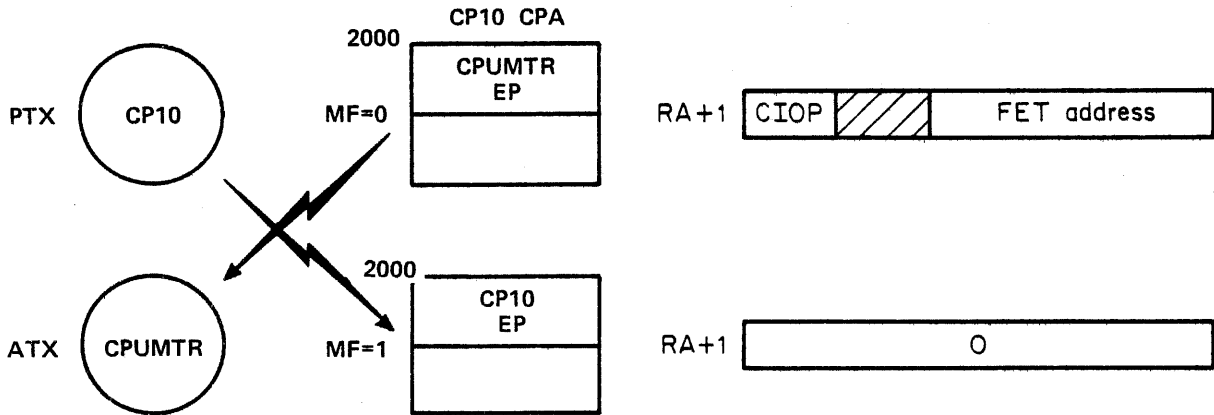 CP10 CPA
2000
CPUMTR
EP
PTX
CP10
MF=0
RA+1
CIOP
FET address
2000
CP10
EP
ATX
CPUMTR
MF=1
RA+1
0